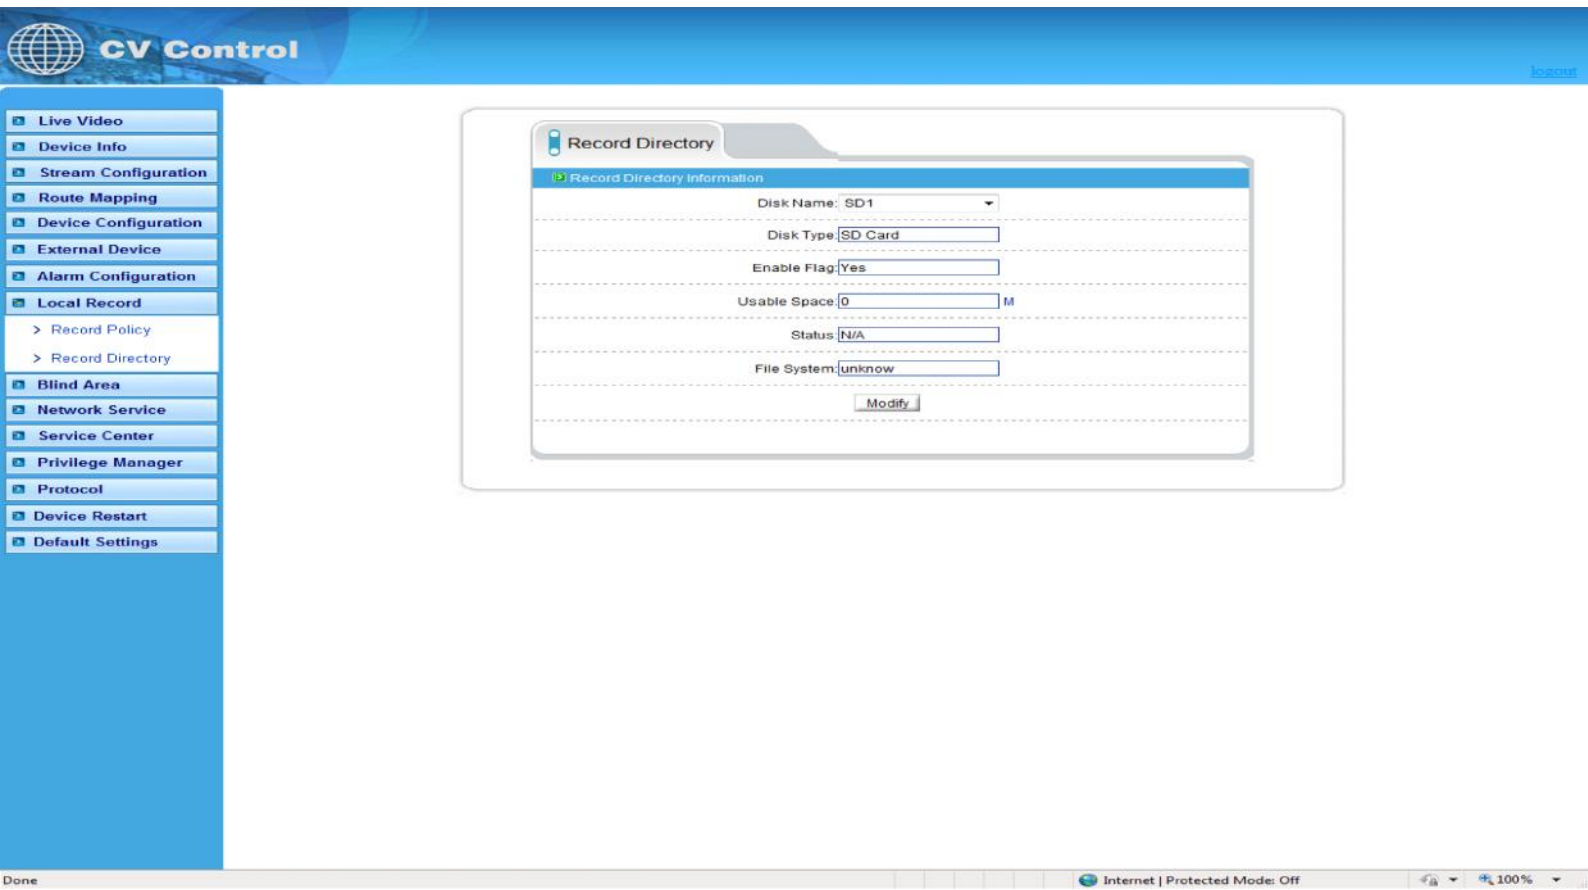 CV Control
logout
Live Video
Device Info
Stream Configuration
Route Mapping
Device Configuration
External Device
Alarm Configuration
Local Record
> Record Policy
> Record Directory
Blind Area
Network Service
Service Center
Privilege Manager
Protocol
Device Restart
Default Settings
Record Directory
Record Directory Information
Disk Name: SD1
Disk Type: SD Card
Enable Flag: Yes
Usable Space: 0 M
Status: N/A
File System: unknow
Modify
Done
Internet | Protected Mode: Off
100%